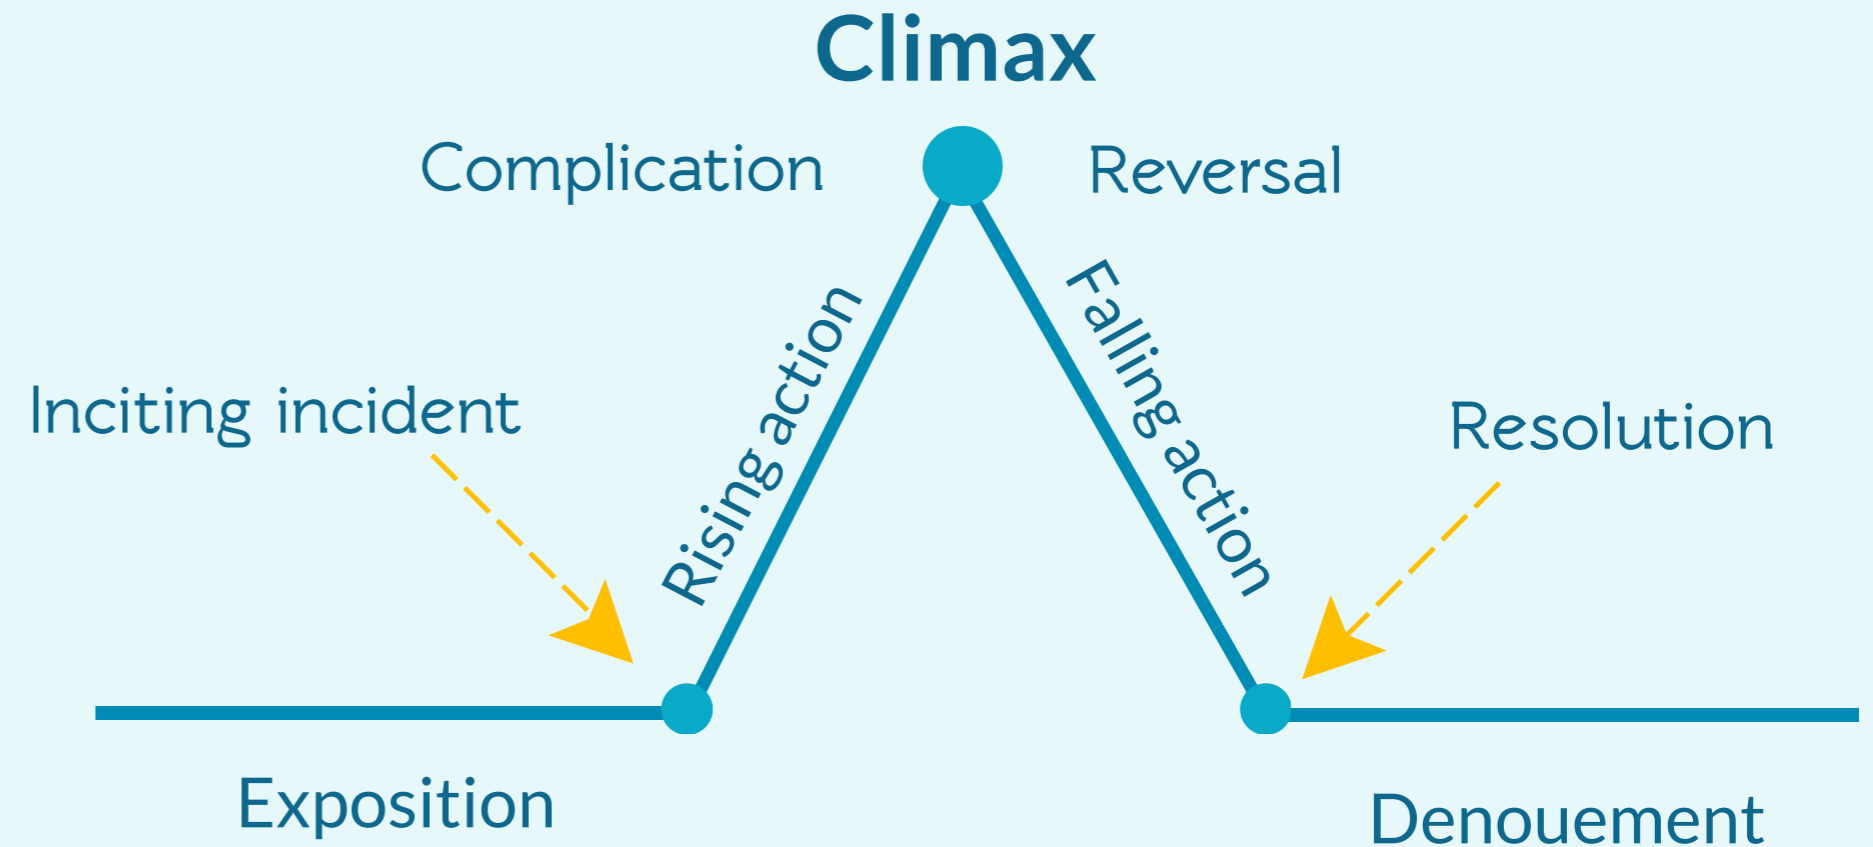 Climax
Complication
Reversal
Rising action
Falling action
Inciting incident
Resolution
Exposition
Denouement